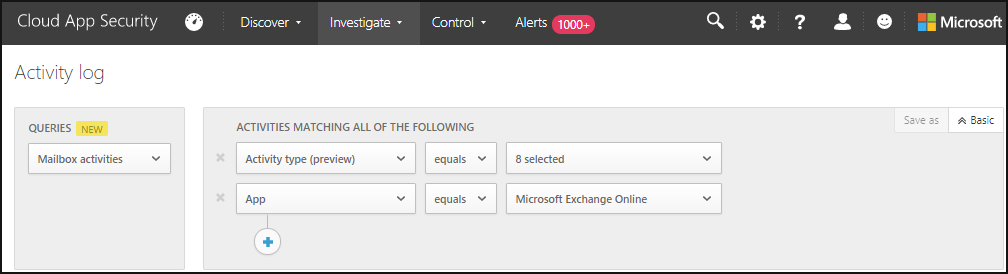 Cloud App Security Discover Investigate Control Alerts 1000+ ? Microsoft
Activity log
QUERIES NEW
Mailbox activities
ACTIVITIES MATCHING ALL OF THE FOLLOWING
Save as Basic
Activity type (preview) equals 8 selected
App equals Microsoft Exchange Online